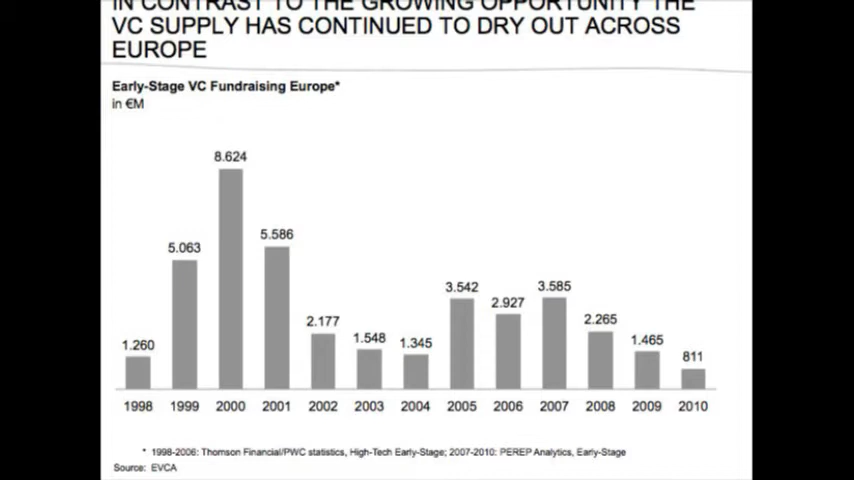 IN CONTRAST TO THE GROWING OPPORTUNITY THE
VC SUPPLY HAS CONTINUED TO DRY OUT ACROSS
EUROPE
Early-Stage VC Fundraising Europe*
in €M
8.624
5.586
5.063
3.542
3.585
2.927
2.177
2.265
1.260
1.548
1.345
1.465
811
1998 1999 2000 2001 2002 2003 2004 2005 2006 2007 2008 2009 2010
* 1998-2006: Thomson Financial/PWC statistics, High-Tech Early-Stage; 2007-2010: PEREP Analytics, Early-Stage
Source: EVCA